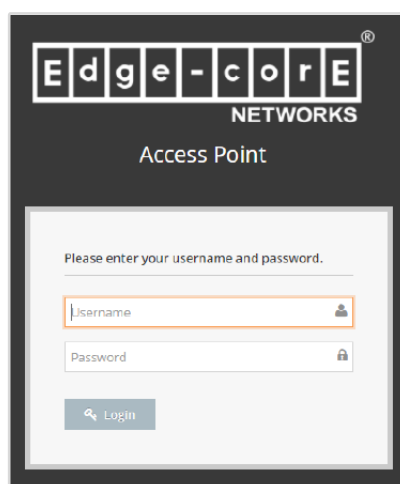 Edge-corE®
NETWORKS
Access Point
Please enter your username and password.
Username
Password
Login